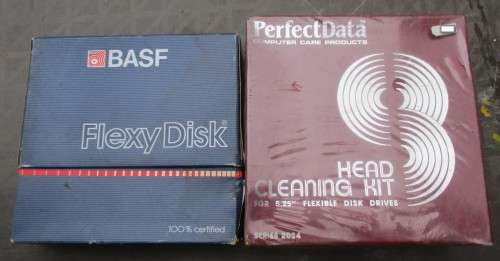 BASF
FlexyDisk®
100% certified
PerfectData®
COMPUTER CARE PRODUCTS
HEAD
CLEANING KIT
FOR 5.25" FLEXIBLE DISK DRIVES
SERIES 2004